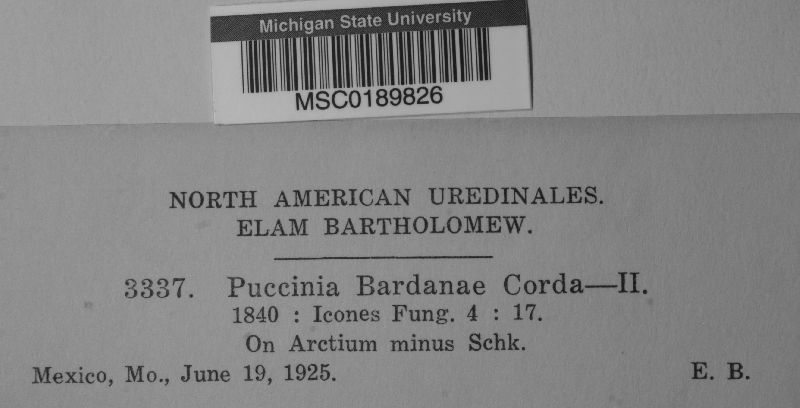 Michigan State University
MSC0189826
NORTH AMERICAN UREDINALES.
ELAM BARTHOLOMEW.
3337. Puccinia Bardanae Corda—II.
1840 : Icones Fung. 4 : 17.
On Arctium minus Schk.
Mexico, Mo., June 19, 1925. E. B.